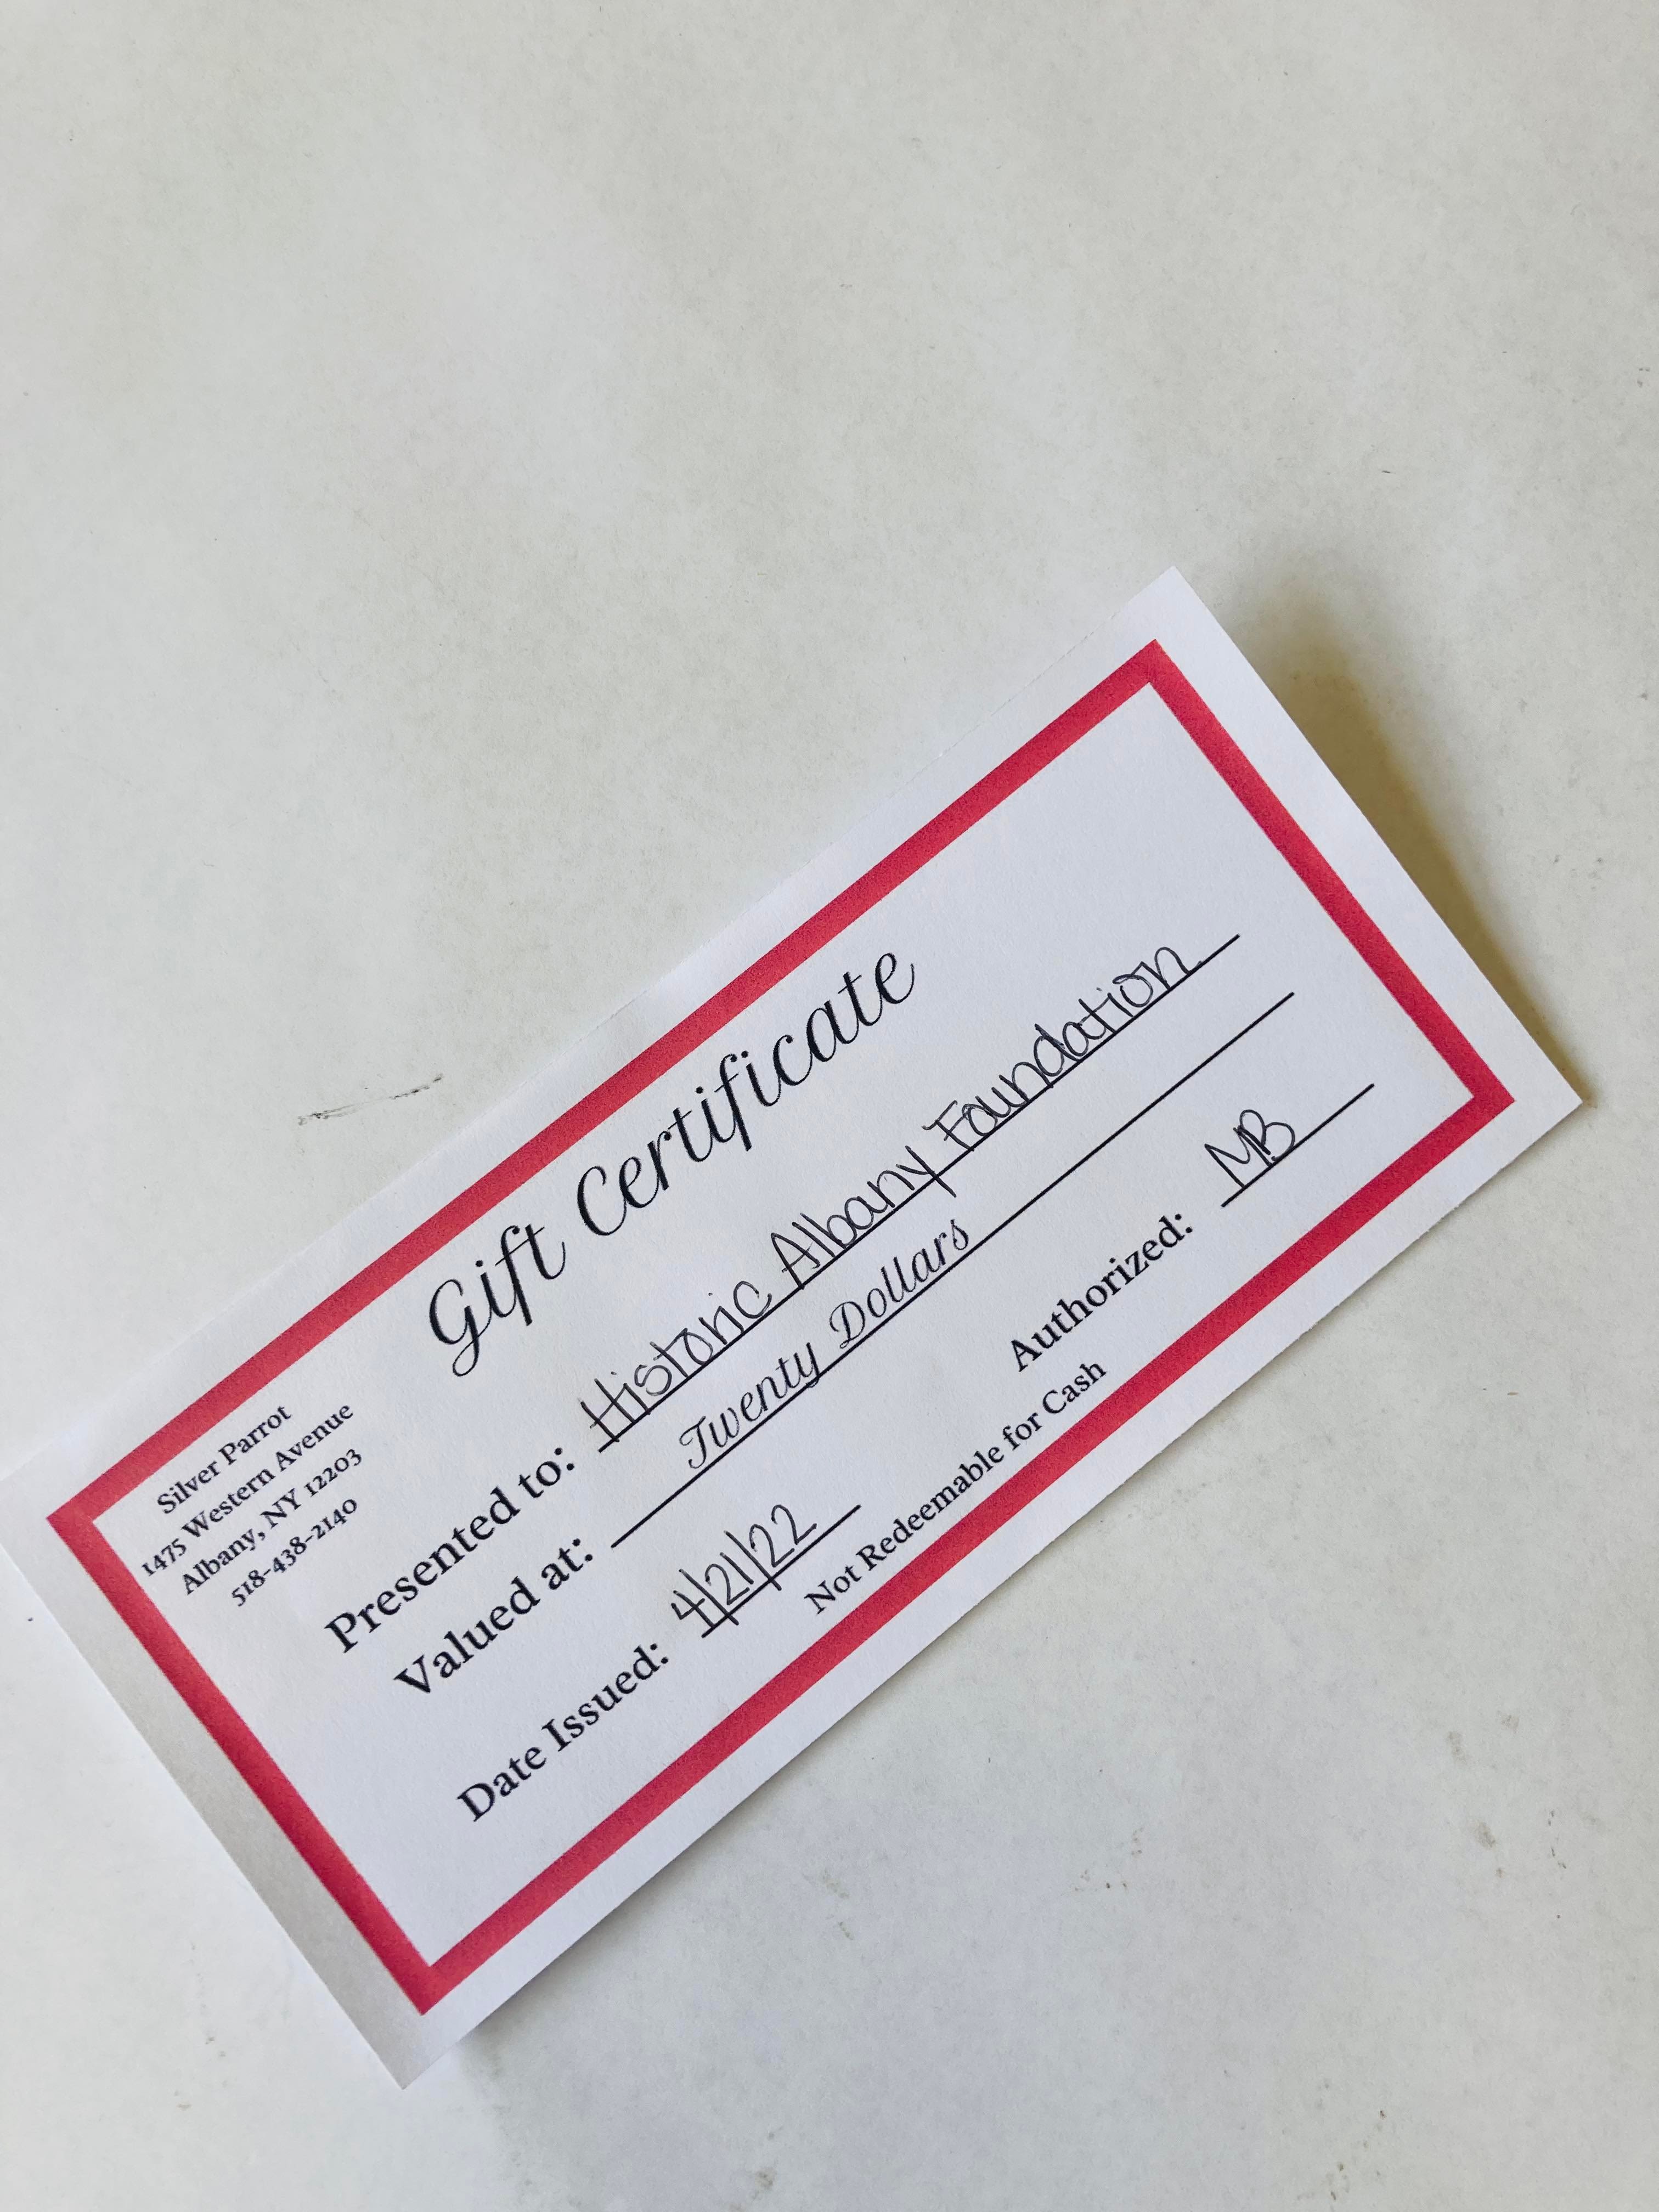 Silver Parrot
1475 Western Avenue
Albany, NY 12203
518-438-2140
Gift Certificate
Presented to: Historic Albany Foundation
Valued at: Twenty Dollars
Date Issued: 4/21/22 Authorized: MB
Not Redeemable for Cash